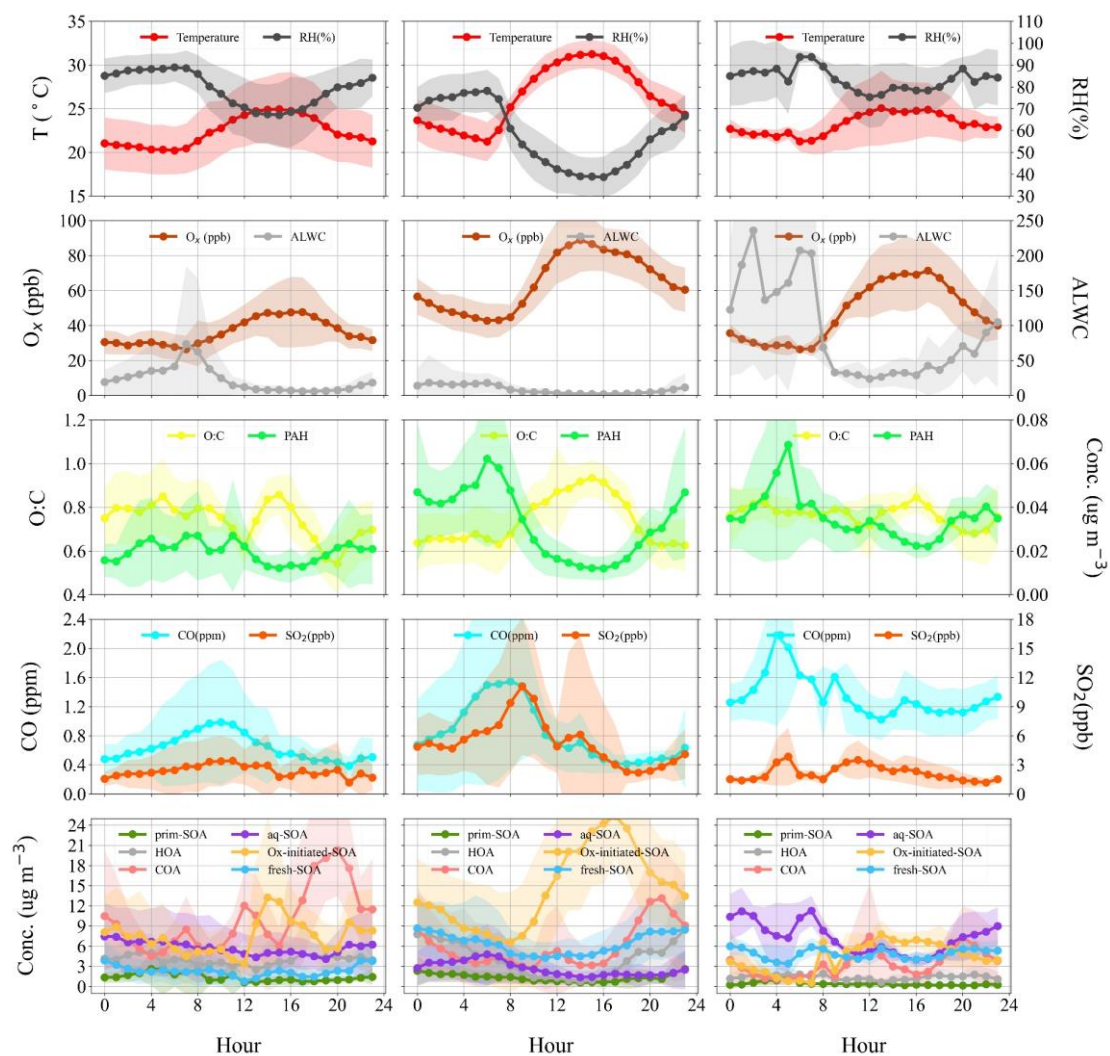 Temperature RH(%) Temperature RH(%) Temperature RH(%)
T (°C)
35 30 25 20 15
110 100 90 80 70 60 50 40 30
RH(%)
Oₓ (ppb) ALWC Oₓ (ppb) ALWC Oₓ (ppb) ALWC
Oₓ (ppb)
100 80 60 40 20 0
250 200 150 100 50 0
ALWC
O:C PAH O:C PAH O:C PAH
O:C
1.2 1.0 0.8 0.6 0.4
0.08 0.06 0.04 0.02 0.00
Conc. (ug m⁻³)
CO(ppm) SO₂(ppb) CO(ppm) SO₂(ppb) CO(ppm) SO₂(ppb)
CO (ppm)
2.4 2.0 1.6 1.2 0.8 0.4 0.0
18 15 12 9 6 3 0
SO₂(ppb)
prim-SOA aq-SOA prim-SOA aq-SOA prim-SOA aq-SOA
HOA Ox-initiated-SOA HOA Ox-initiated-SOA HOA Ox-initiated-SOA
COA fresh-SOA COA fresh-SOA COA fresh-SOA
Conc. (ug m⁻³)
24 21 18 15 12 9 6 3 0
0 4 8 12 16 20 24 0 4 8 12 16 20 24 0 4 8 12 16 20 24
Hour Hour Hour